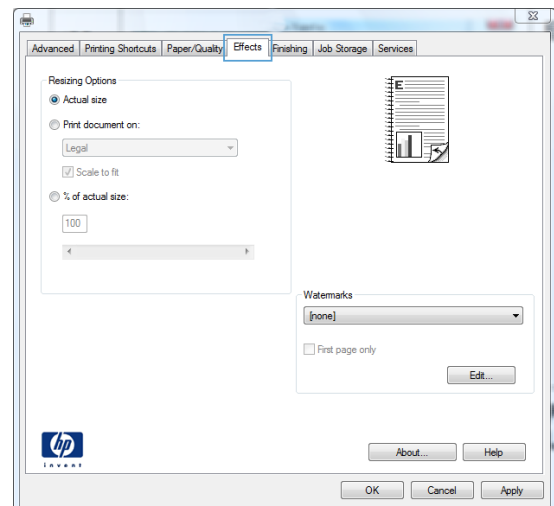 Advanced Printing Shortcuts Paper/Quality Effects Finishing Job Storage Services
Resizing Options
Actual size
Print document on:
Legal
Scale to fit
% of actual size:
100
E
Watermarks
[none]
First page only
Edit...
hp
invent
About... Help
OK Cancel Apply